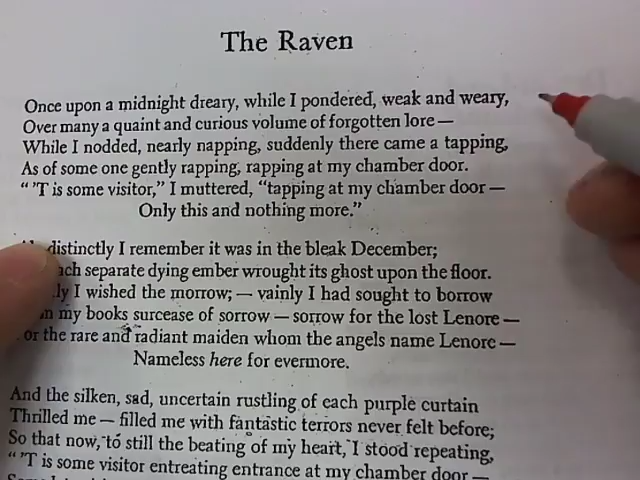 The Raven
Once upon a midnight dreary, while I pondered, weak and weary,
Over many a quaint and curious volume of forgotten lore —
While I nodded, nearly napping, suddenly there came a tapping,
As of some one gently rapping, rapping at my chamber door.
“ ’T is some visitor,” I muttered, “tapping at my chamber door —
Only this and nothing more.”
distinctly I remember it was in the bleak December;
separate dying ember wrought its ghost upon the floor.
I wished the morrow; — vainly I had sought to borrow
my books surcease of sorrow — sorrow for the lost Lenore —
or the rare and radiant maiden whom the angels name Lenore —
Nameless here for evermore.
And the silken, sad, uncertain rustling of each purple curtain
Thrilled me — filled me with fantastic terrors never felt before;
So that now, to still the beating of my heart, I stood repeating,
“ ’T is some visitor entreating entrance at my chamber door —